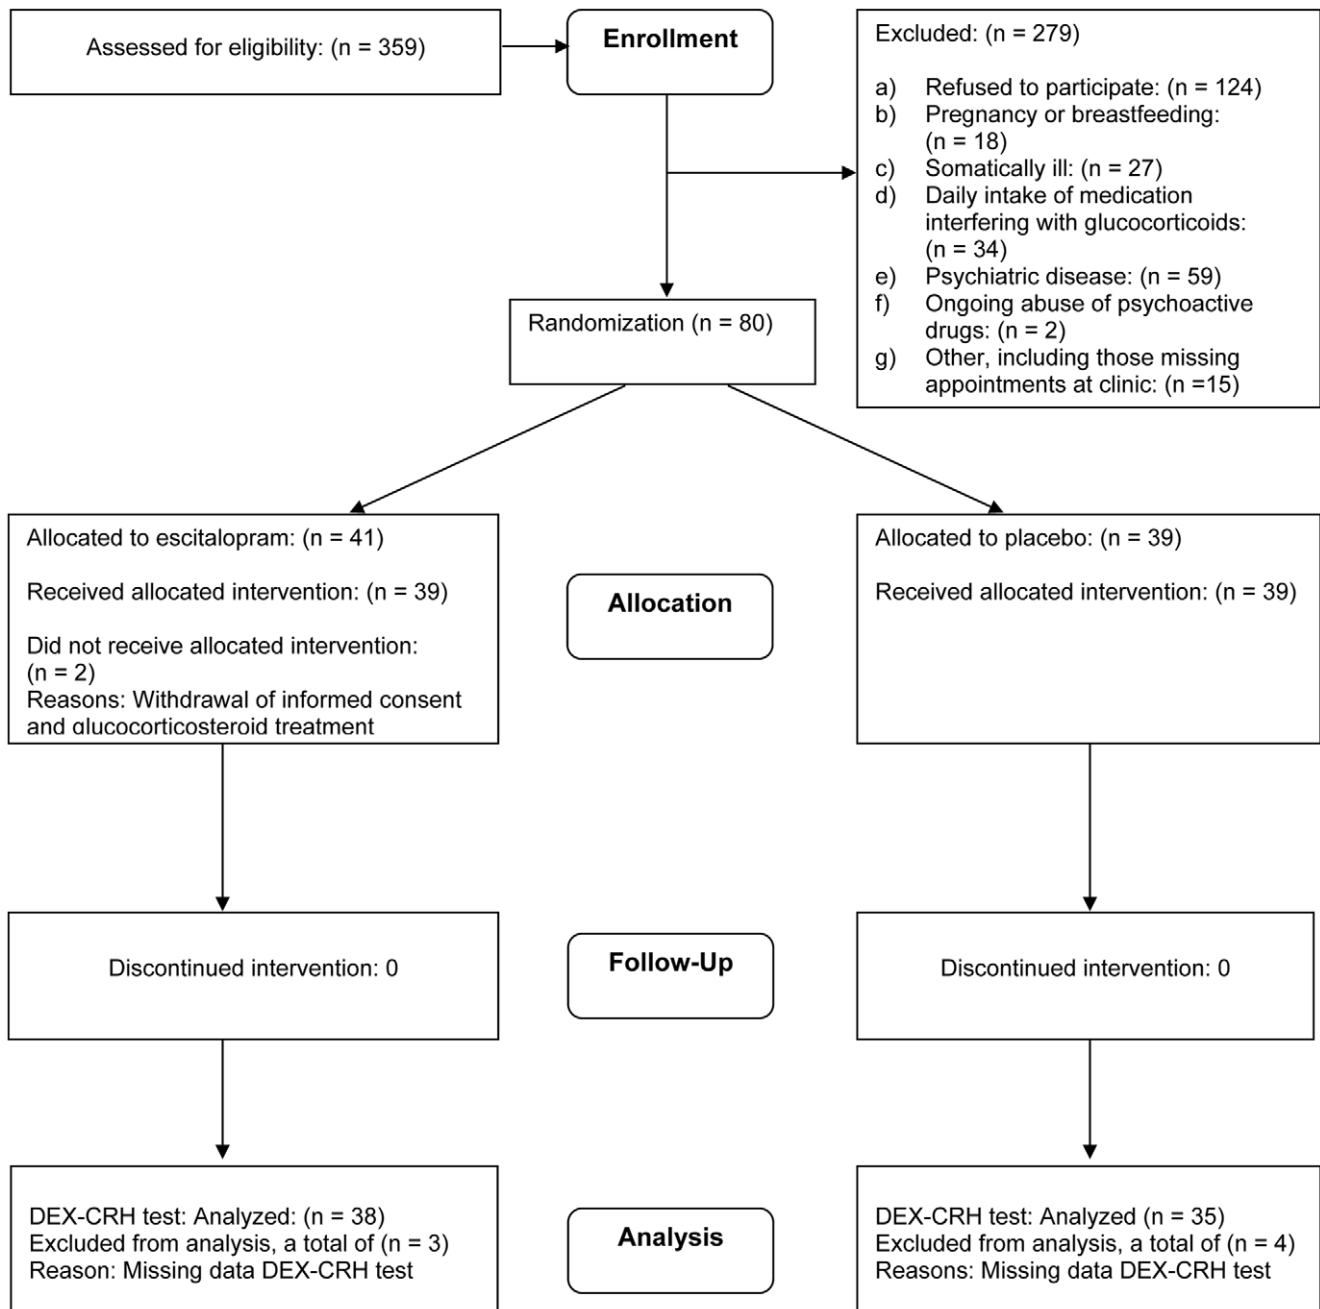 Assessed for eligibility: (n = 359)
Enrollment
Excluded: (n = 279)
a) Refused to participate: (n = 124)
b) Pregnancy or breastfeeding:
(n = 18)
c) Somatically ill: (n = 27)
d) Daily intake of medication
interfering with glucocorticoids:
(n = 34)
e) Psychiatric disease: (n = 59)
f) Ongoing abuse of psychoactive
drugs: (n = 2)
g) Other, including those missing
appointments at clinic: (n =15)
Randomization (n = 80)
Allocated to escitalopram: (n = 41)
Received allocated intervention: (n = 39)
Did not receive allocated intervention:
(n = 2)
Reasons: Withdrawal of informed consent
and glucocorticosteroid treatment
Allocation
Allocated to placebo: (n = 39)
Received allocated intervention: (n = 39)
Discontinued intervention: 0
Follow-Up
Discontinued intervention: 0
DEX-CRH test: Analyzed: (n = 38)
Excluded from analysis, a total of (n = 3)
Reason: Missing data DEX-CRH test
Analysis
DEX-CRH test: Analyzed (n = 35)
Excluded from analysis, a total of (n = 4)
Reasons: Missing data DEX-CRH test